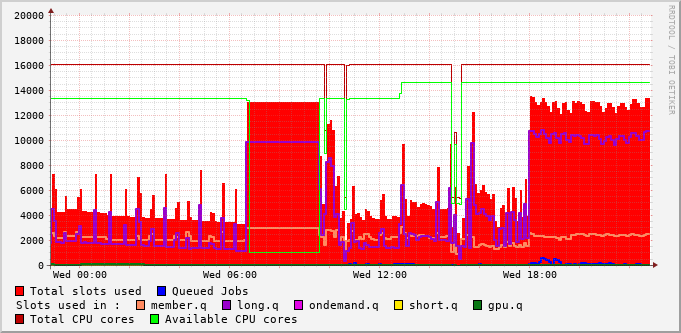 RRDTOOL / TOBI OETIKER
20000
18000
16000
14000
12000
10000
8000
6000
4000
2000
0
Wed 00:00 Wed 06:00 Wed 12:00 Wed 18:00
Total slots used Queued Jobs
Slots used in : member.q long.q ondemand.q short.q gpu.q
Total CPU cores Available CPU cores